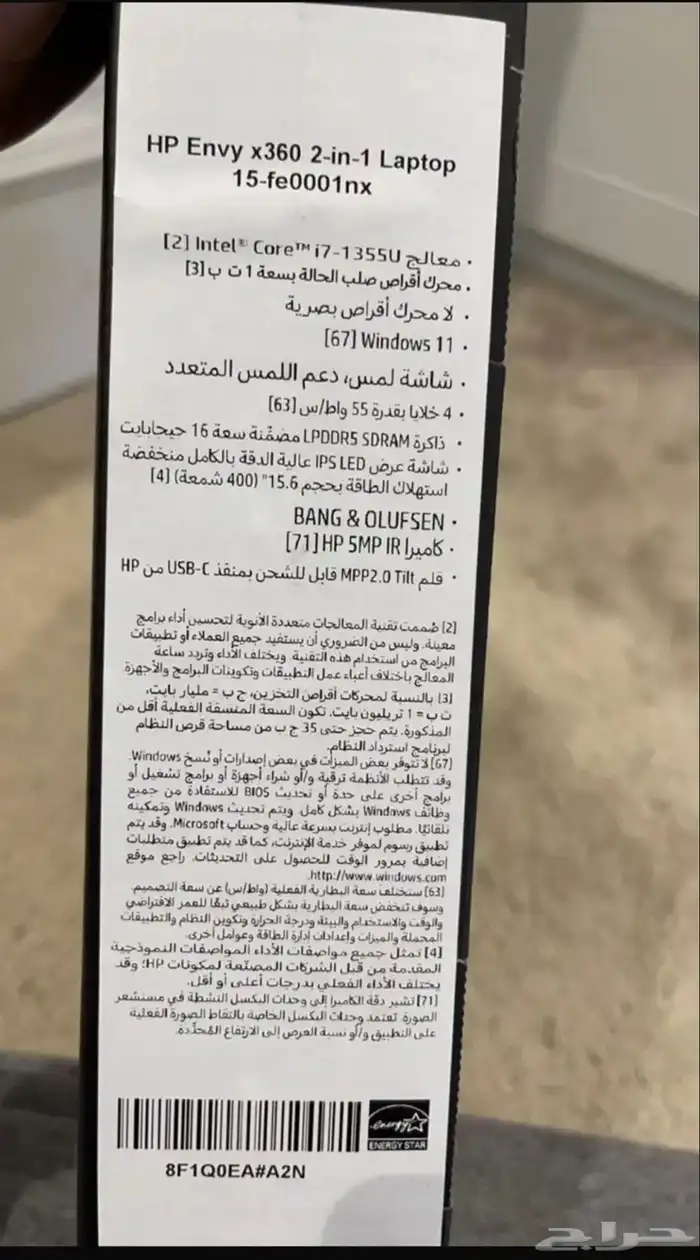 HP Envy x360 2-in-1 Laptop
15-fe0001nx
• معالج Intel® Core™ i7-1355U [2]
• محرك أقراص صلب الحالة بسعة 1 ت ب [3]
• لا محرك أقراص بصرية
• Windows 11 [67]
• شاشة لمس، دعم اللمس المتعدد
• 4 خلايا بقدرة 55 واط/س [63]
• ذاكرة LPDDR5 SDRAM مضمّنة سعة 16 جيجابايت
• شاشة عرض IPS LED عالية الدقة بالكامل منخفضة
استهلاك الطاقة بحجم 15.6" (400 شمعة) [4]
• BANG & OLUFSEN
• كاميرا HP 5MP IR [71]
• قلم MPP2.0 Tilt قابل للشحن بمنفذ USB-C من HP
[2] صُممت تقنية المعالجات متعددة الأنوية لتحسين أداء برامج
معينة. وليس من الضروري أن يستفيد جميع العملاء أو تطبيقات
البرامج من استخدام هذه التقنية. ويختلف الأداء وتردد ساعة
المعالج باختلاف أعباء عمل التطبيقات وتكوينات البرامج والأجهزة.
[3] بالنسبة لمحركات أقراص التخزين، ج ب = مليار بايت،
ت ب = 1 تريليون بايت. تكون السعة المنسقة الفعلية أقل من
المذكورة. يتم حجز حتى 35 ج ب من مساحة قرص النظام
لبرنامج استرداد النظام.
[67] لا تتوفر بعض الميزات في بعض إصدارات أو نُسخ Windows.
وقد تتطلب الأنظمة ترقية و/أو شراء أجهزة أو برامج تشغيل أو
برامج أخرى على حدة أو تحديث BIOS للاستفادة من جميع
وظائف Windows بشكل كامل. ويتم تحديث Windows وتمكينه
تلقائيًا. مطلوب إنترنت بسرعة عالية وحساب Microsoft. وقد يتم
تطبيق رسوم لموفر خدمة الإنترنت، كما قد يتم تطبيق متطلبات
إضافية بمرور الوقت للحصول على التحديثات. راجع موقع
http://www.windows.com.
[63] ستختلف سعة البطارية الفعلية (واط/س) عن سعة التصميم.
وسوف تنخفض سعة البطارية بشكل طبيعي تبعًا للعمر الافتراضي
والوقت والاستخدام والبيئة ودرجة الحرارة وتكوين النظام والتطبيقات
المحملة والميزات وإعدادات إدارة الطاقة وعوامل أخرى.
[4] تمثل جميع مواصفات الأداء المواصفات النموذجية
المقدمة من قبل الشركات المصنّعة لمكونات HP؛ وقد
يختلف الأداء الفعلي بدرجات أعلى أو أقل.
[71] تشير دقة الكاميرا إلى وحدات البكسل النشطة في مستشعر
الصورة. تعتمد وحدات البكسل الخاصة بالتقاط الصورة الفعلية
على التطبيق و/أو نسبة العرض إلى الارتفاع المُحدَّدة.
energy
ENERGY STAR
8F1Q0EA#A2N
حراج